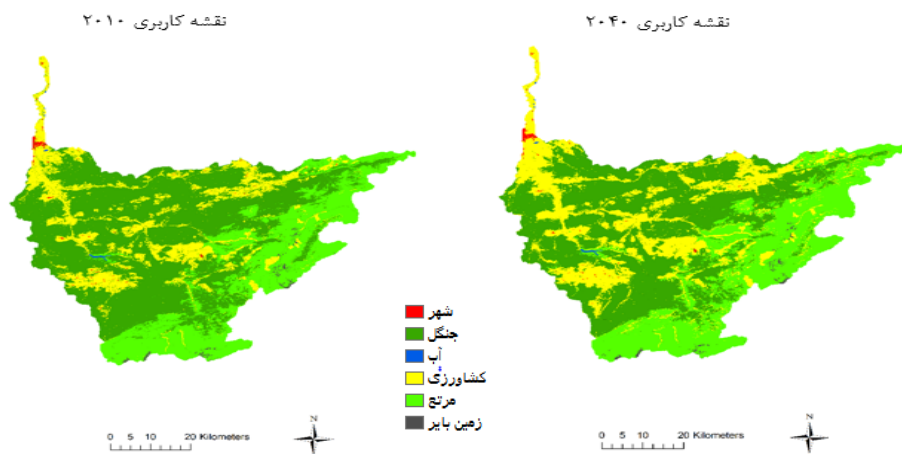 نقشه کاربری ۲۰۱۰
نقشه کاربری ۲۰۴۰
شهر
جنگل
آب
کشاورزی
مرتع
زمین بایر
N
0 5 10 20 Kilometers
N
0 5 10 20 Kilometers